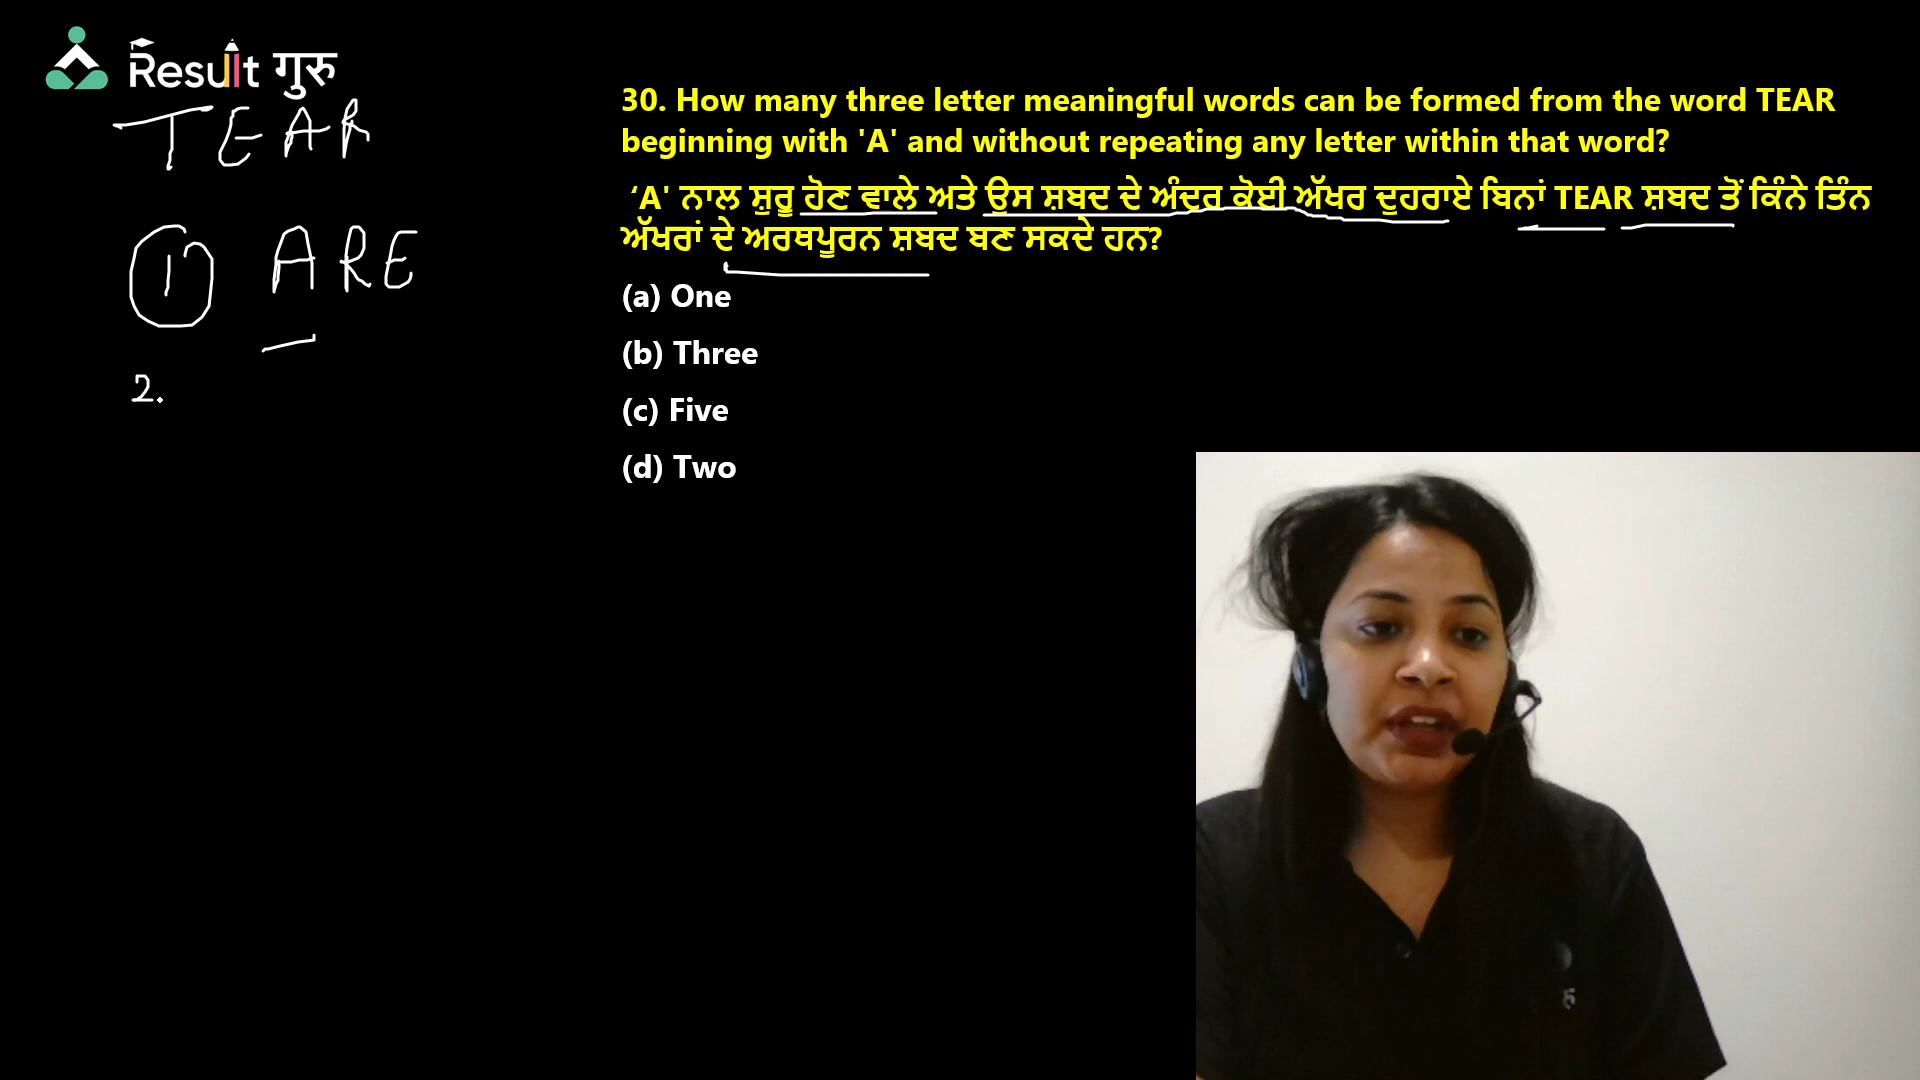 Result गुरु
TEAR
1 ARE
2.
30. How many three letter meaningful words can be formed from the word TEAR
beginning with 'A' and without repeating any letter within that word?
‘A' ਨਾਲ ਸ਼ੁਰੂ ਹੋਣ ਵਾਲੇ ਅਤੇ ਉਸ ਸ਼ਬਦ ਦੇ ਅੰਦਰ ਕੋਈ ਅੱਖਰ ਦੁਹਰਾਏ ਬਿਨਾਂ TEAR ਸ਼ਬਦ ਤੋਂ ਕਿੰਨੇ ਤਿੰਨ
ਅੱਖਰਾਂ ਦੇ ਅਰਥਪੂਰਨ ਸ਼ਬਦ ਬਣ ਸਕਦੇ ਹਨ?
(a) One
(b) Three
(c) Five
(d) Two